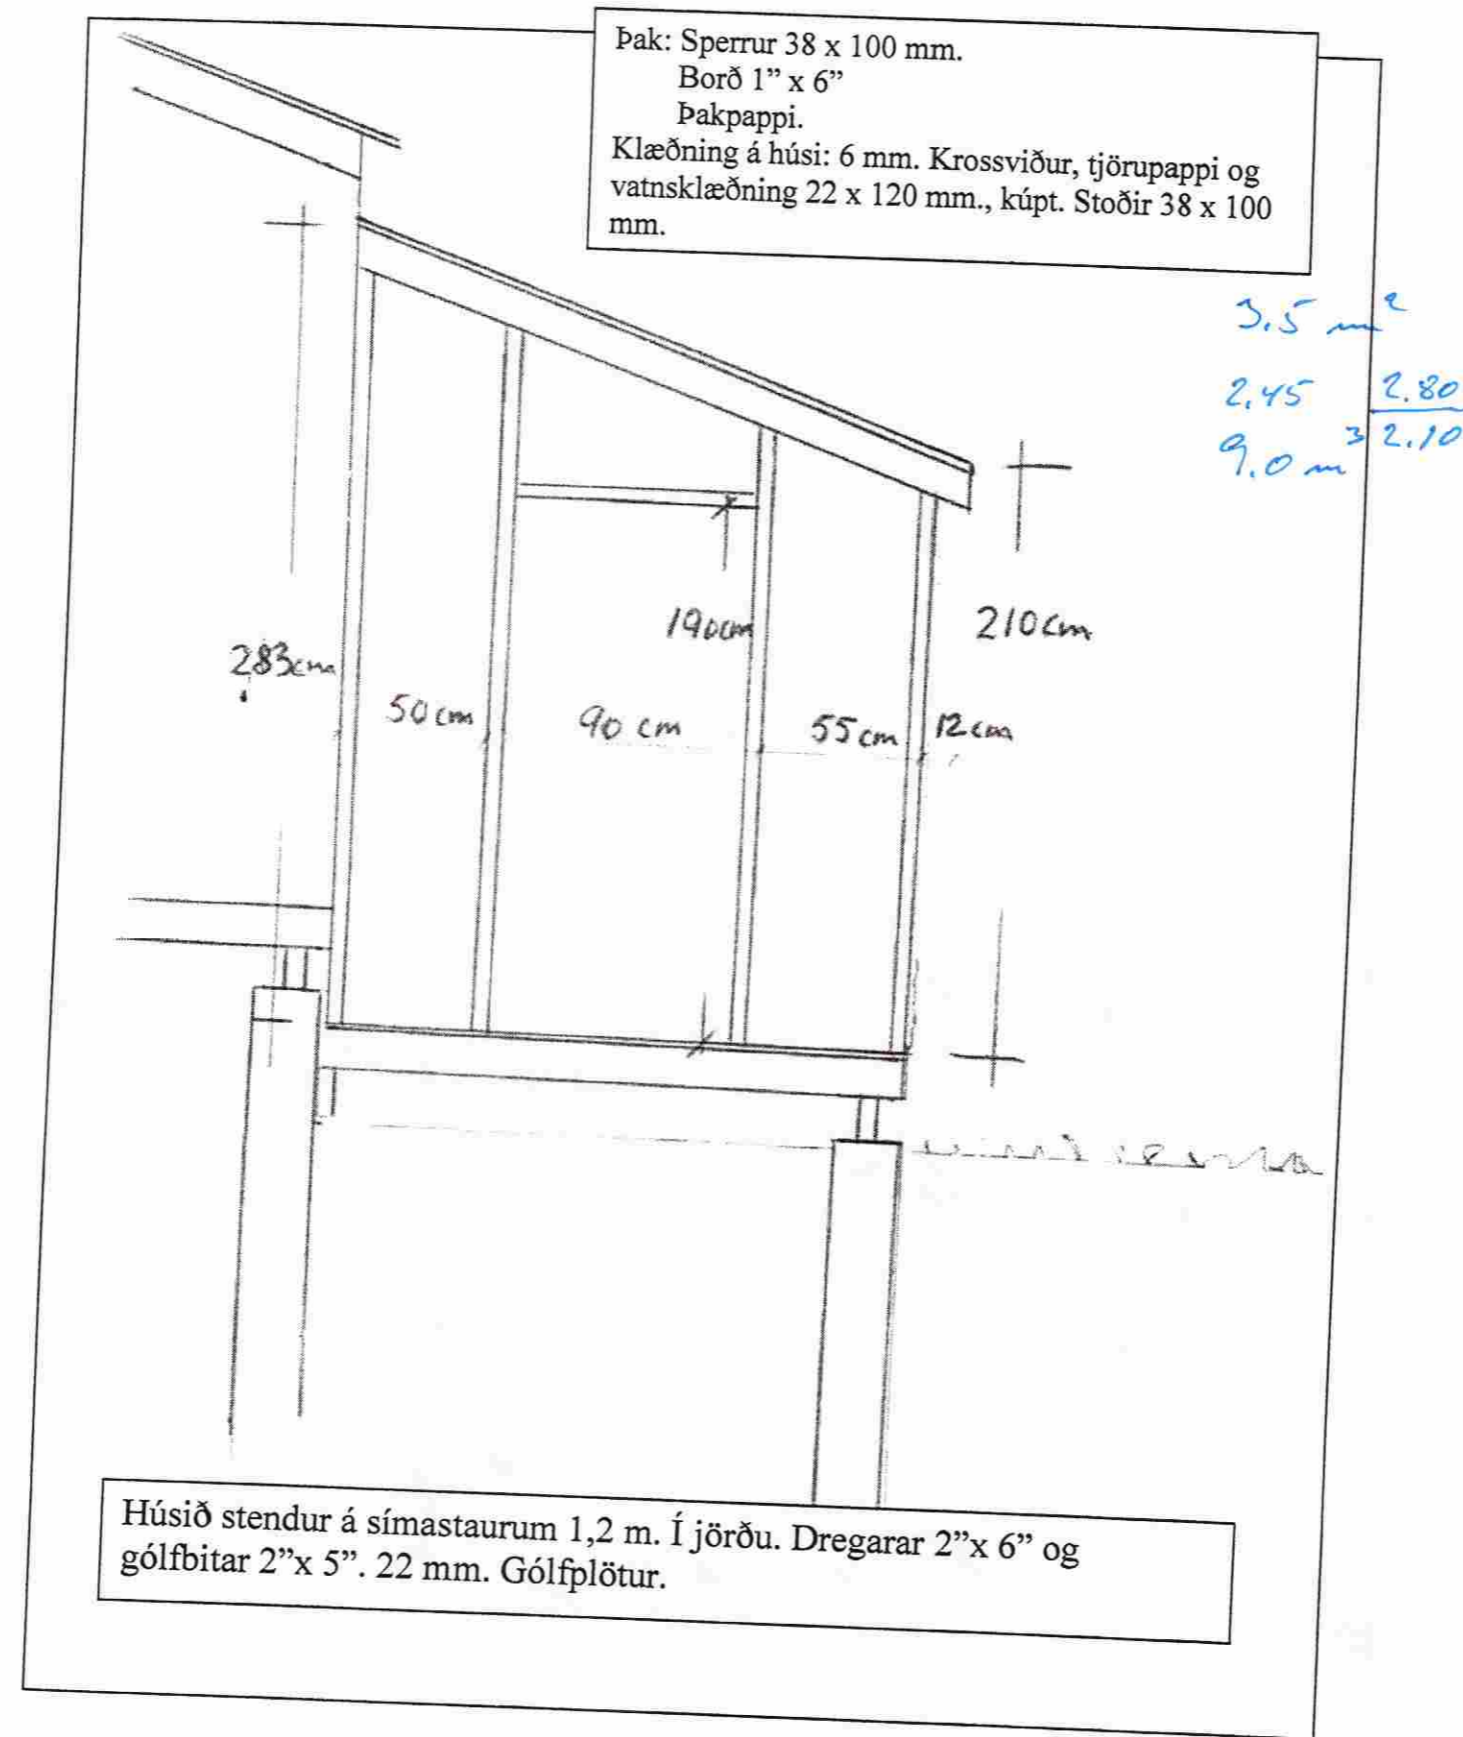 Þak: Sperrur 38 x 100 mm.
Borð 1” x 6”
Þakpappi.
Klæðning á húsi: 6 mm. Krossviður, tjörupappi og
vatnsklæðning 22 x 120 mm., kúpt. Stoðir 38 x 100
mm.
3.5 m²
2.45
2.80
9.0 m³
2.10
190cm
210cm
283cm
50cm
90 cm
55cm
12cm
Húsið stendur á símastaurum 1,2 m. Í jörðu. Dregarar 2”x 6” og
gólfbitar 2”x 5”. 22 mm. Gólfplötur.